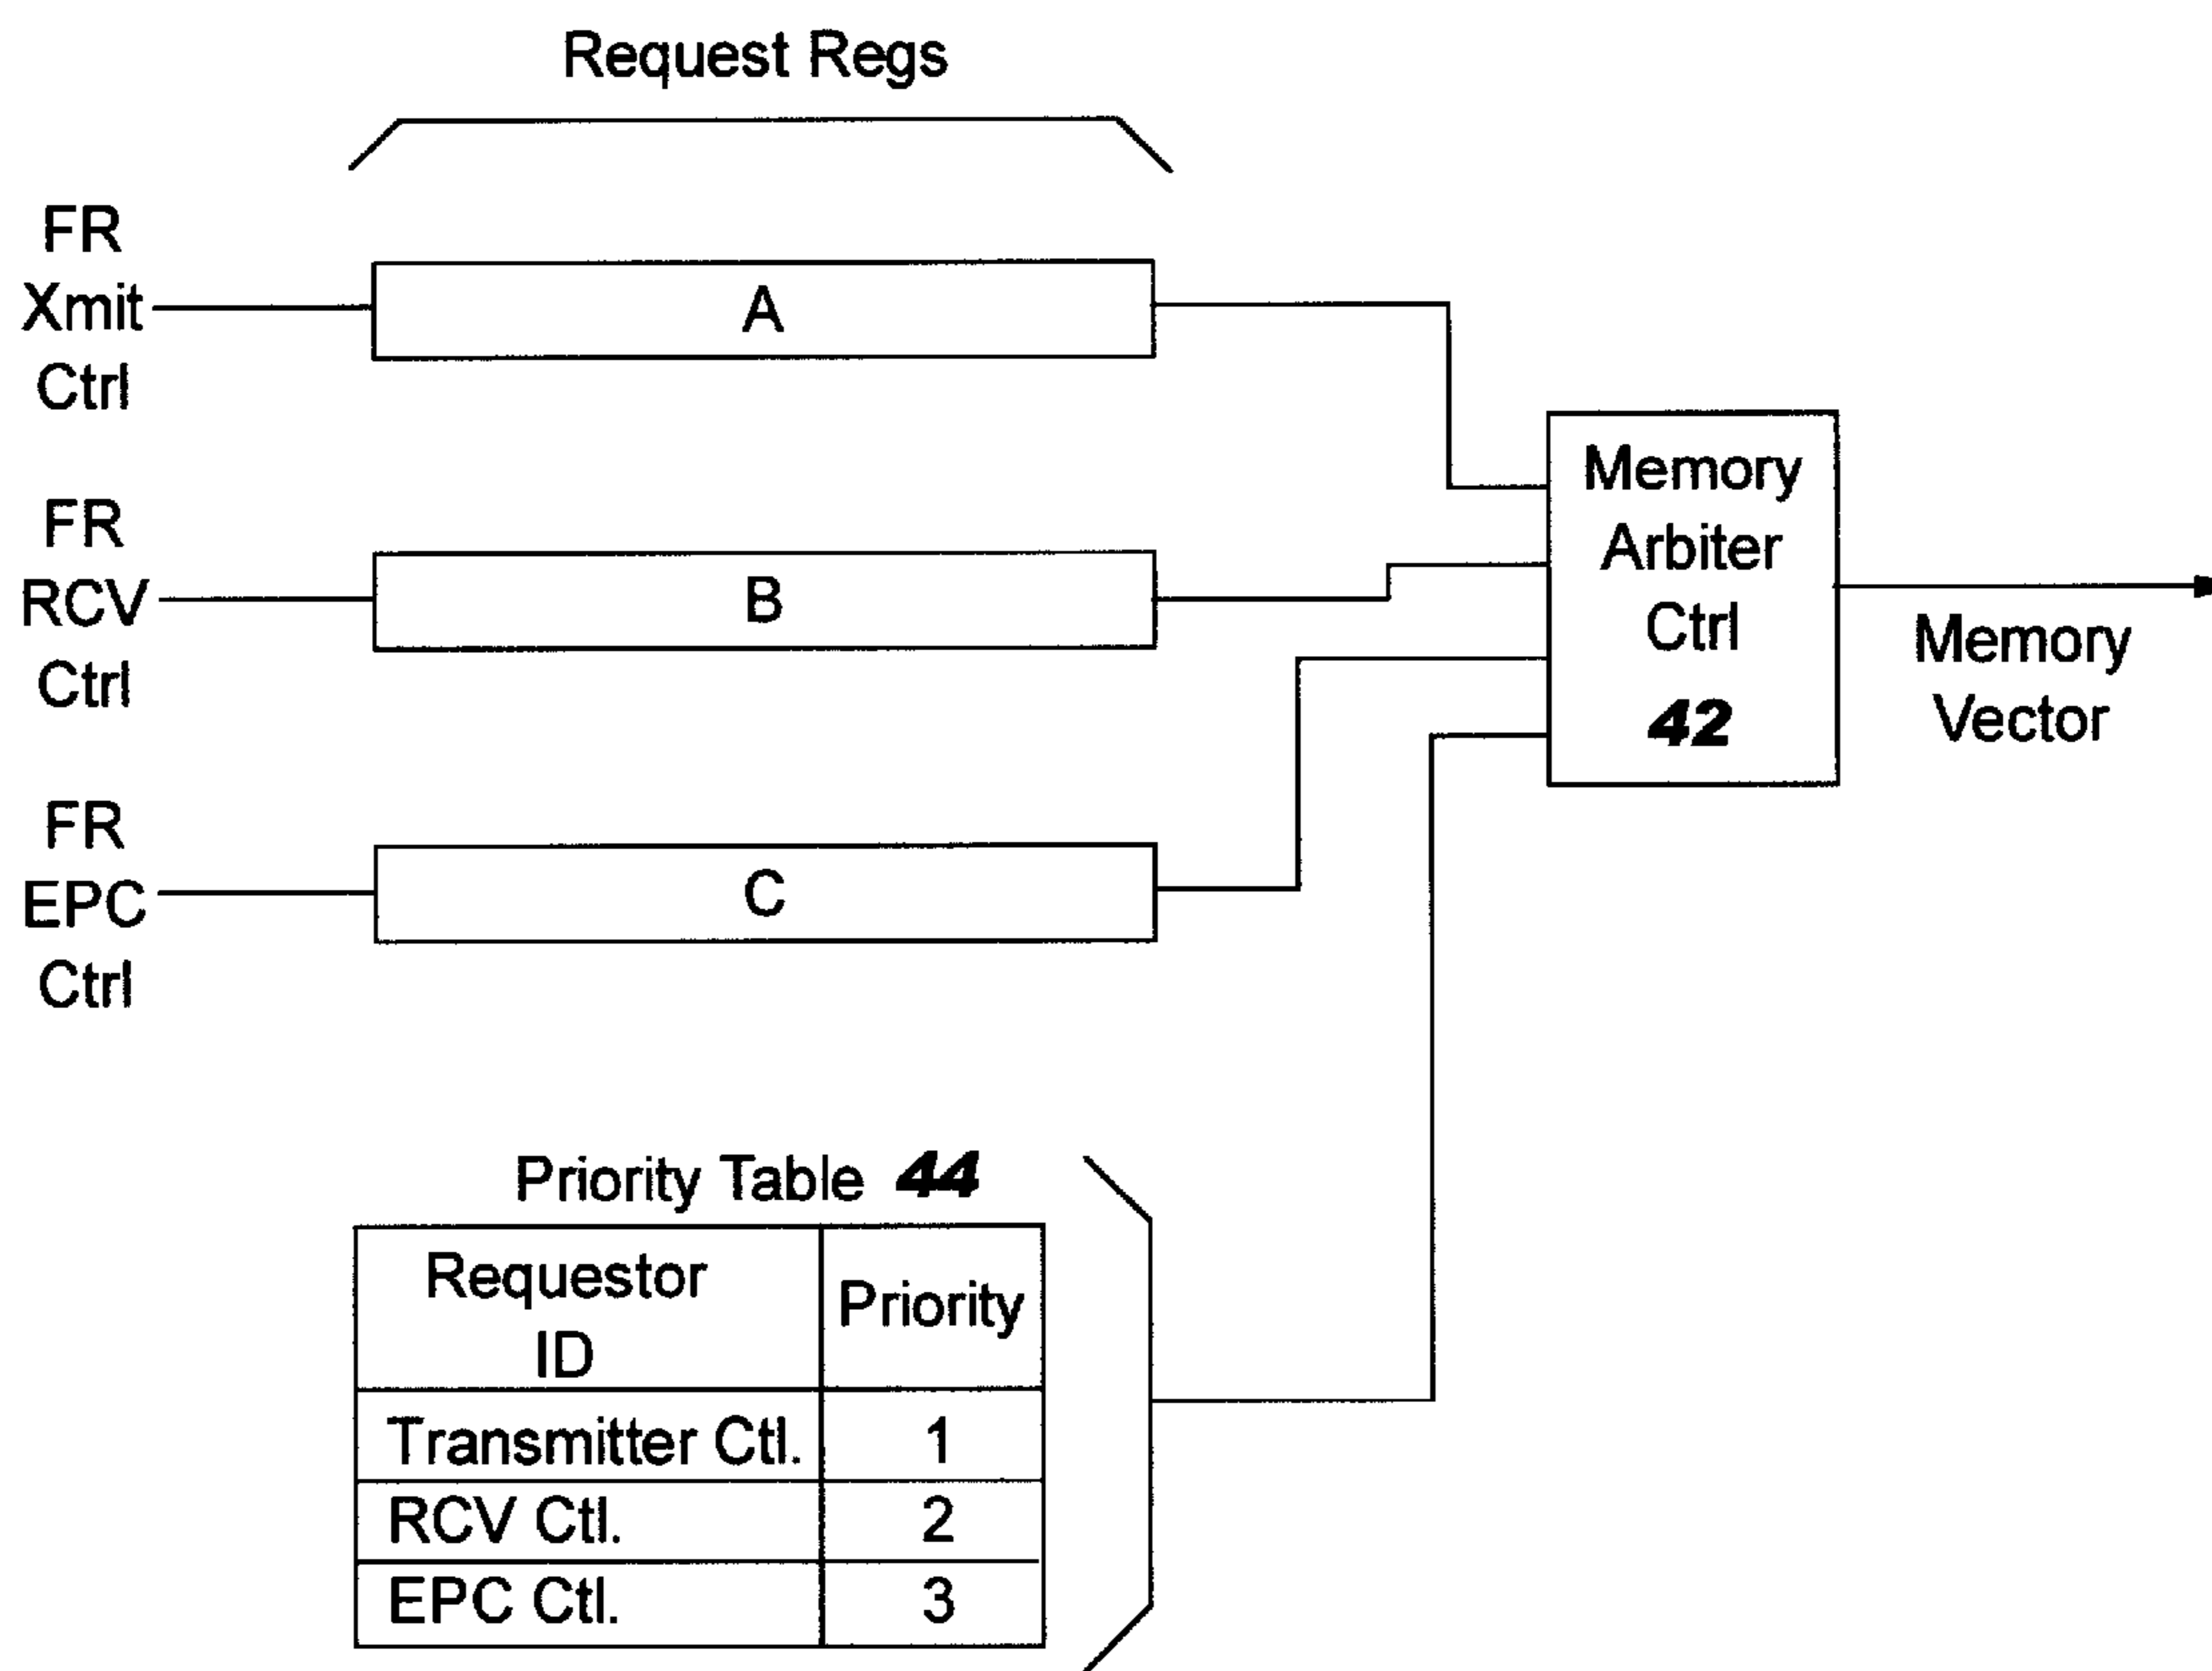 Request Regs
FR
Xmit
Ctrl
A
FR
RCV
Ctrl
B
FR
EPC
Ctrl
C
Memory
Arbiter
Ctrl
42
Memory
Vector
Priority Table 44
Requestor
ID
Priority
Transmitter Ctl.
1
RCV Ctl.
2
EPC Ctl.
3